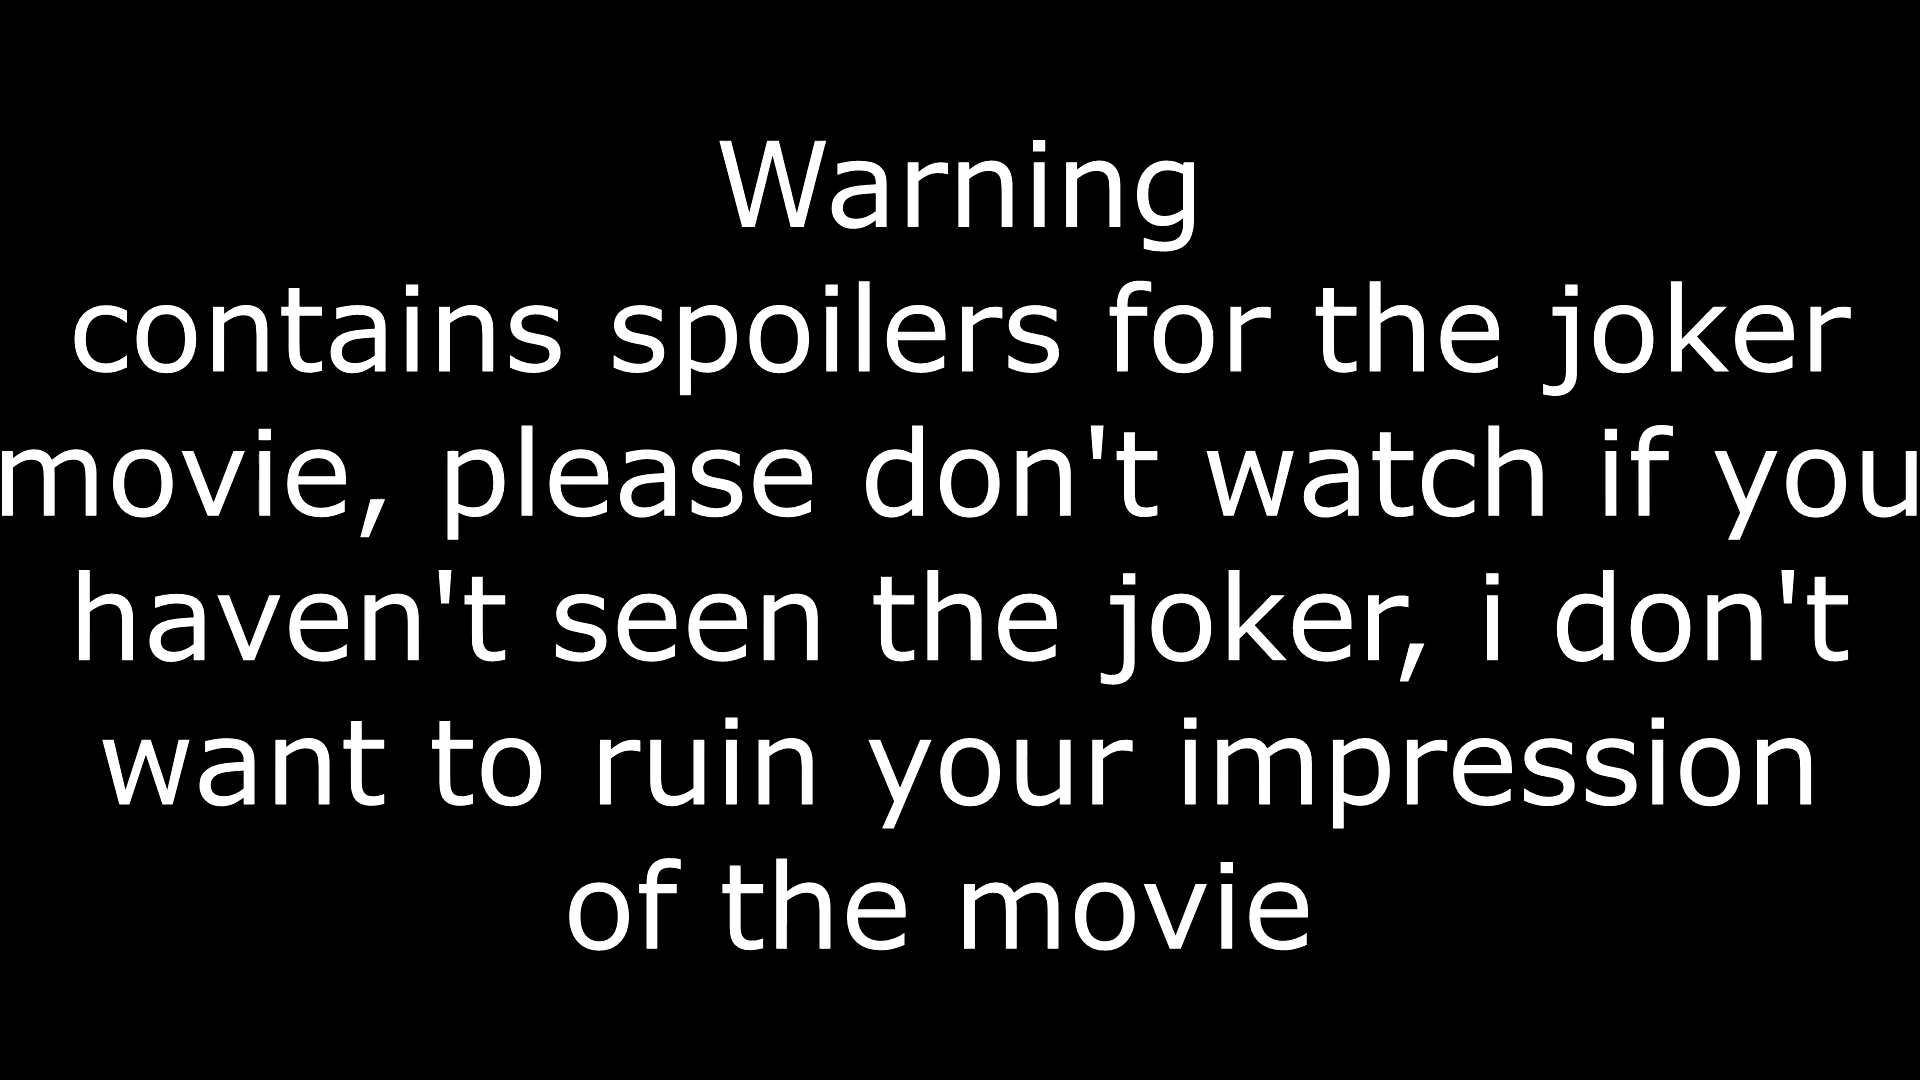 Warning
contains spoilers for the joker
movie, please don't watch if you
haven't seen the joker, i don't
want to ruin your impression
of the movie